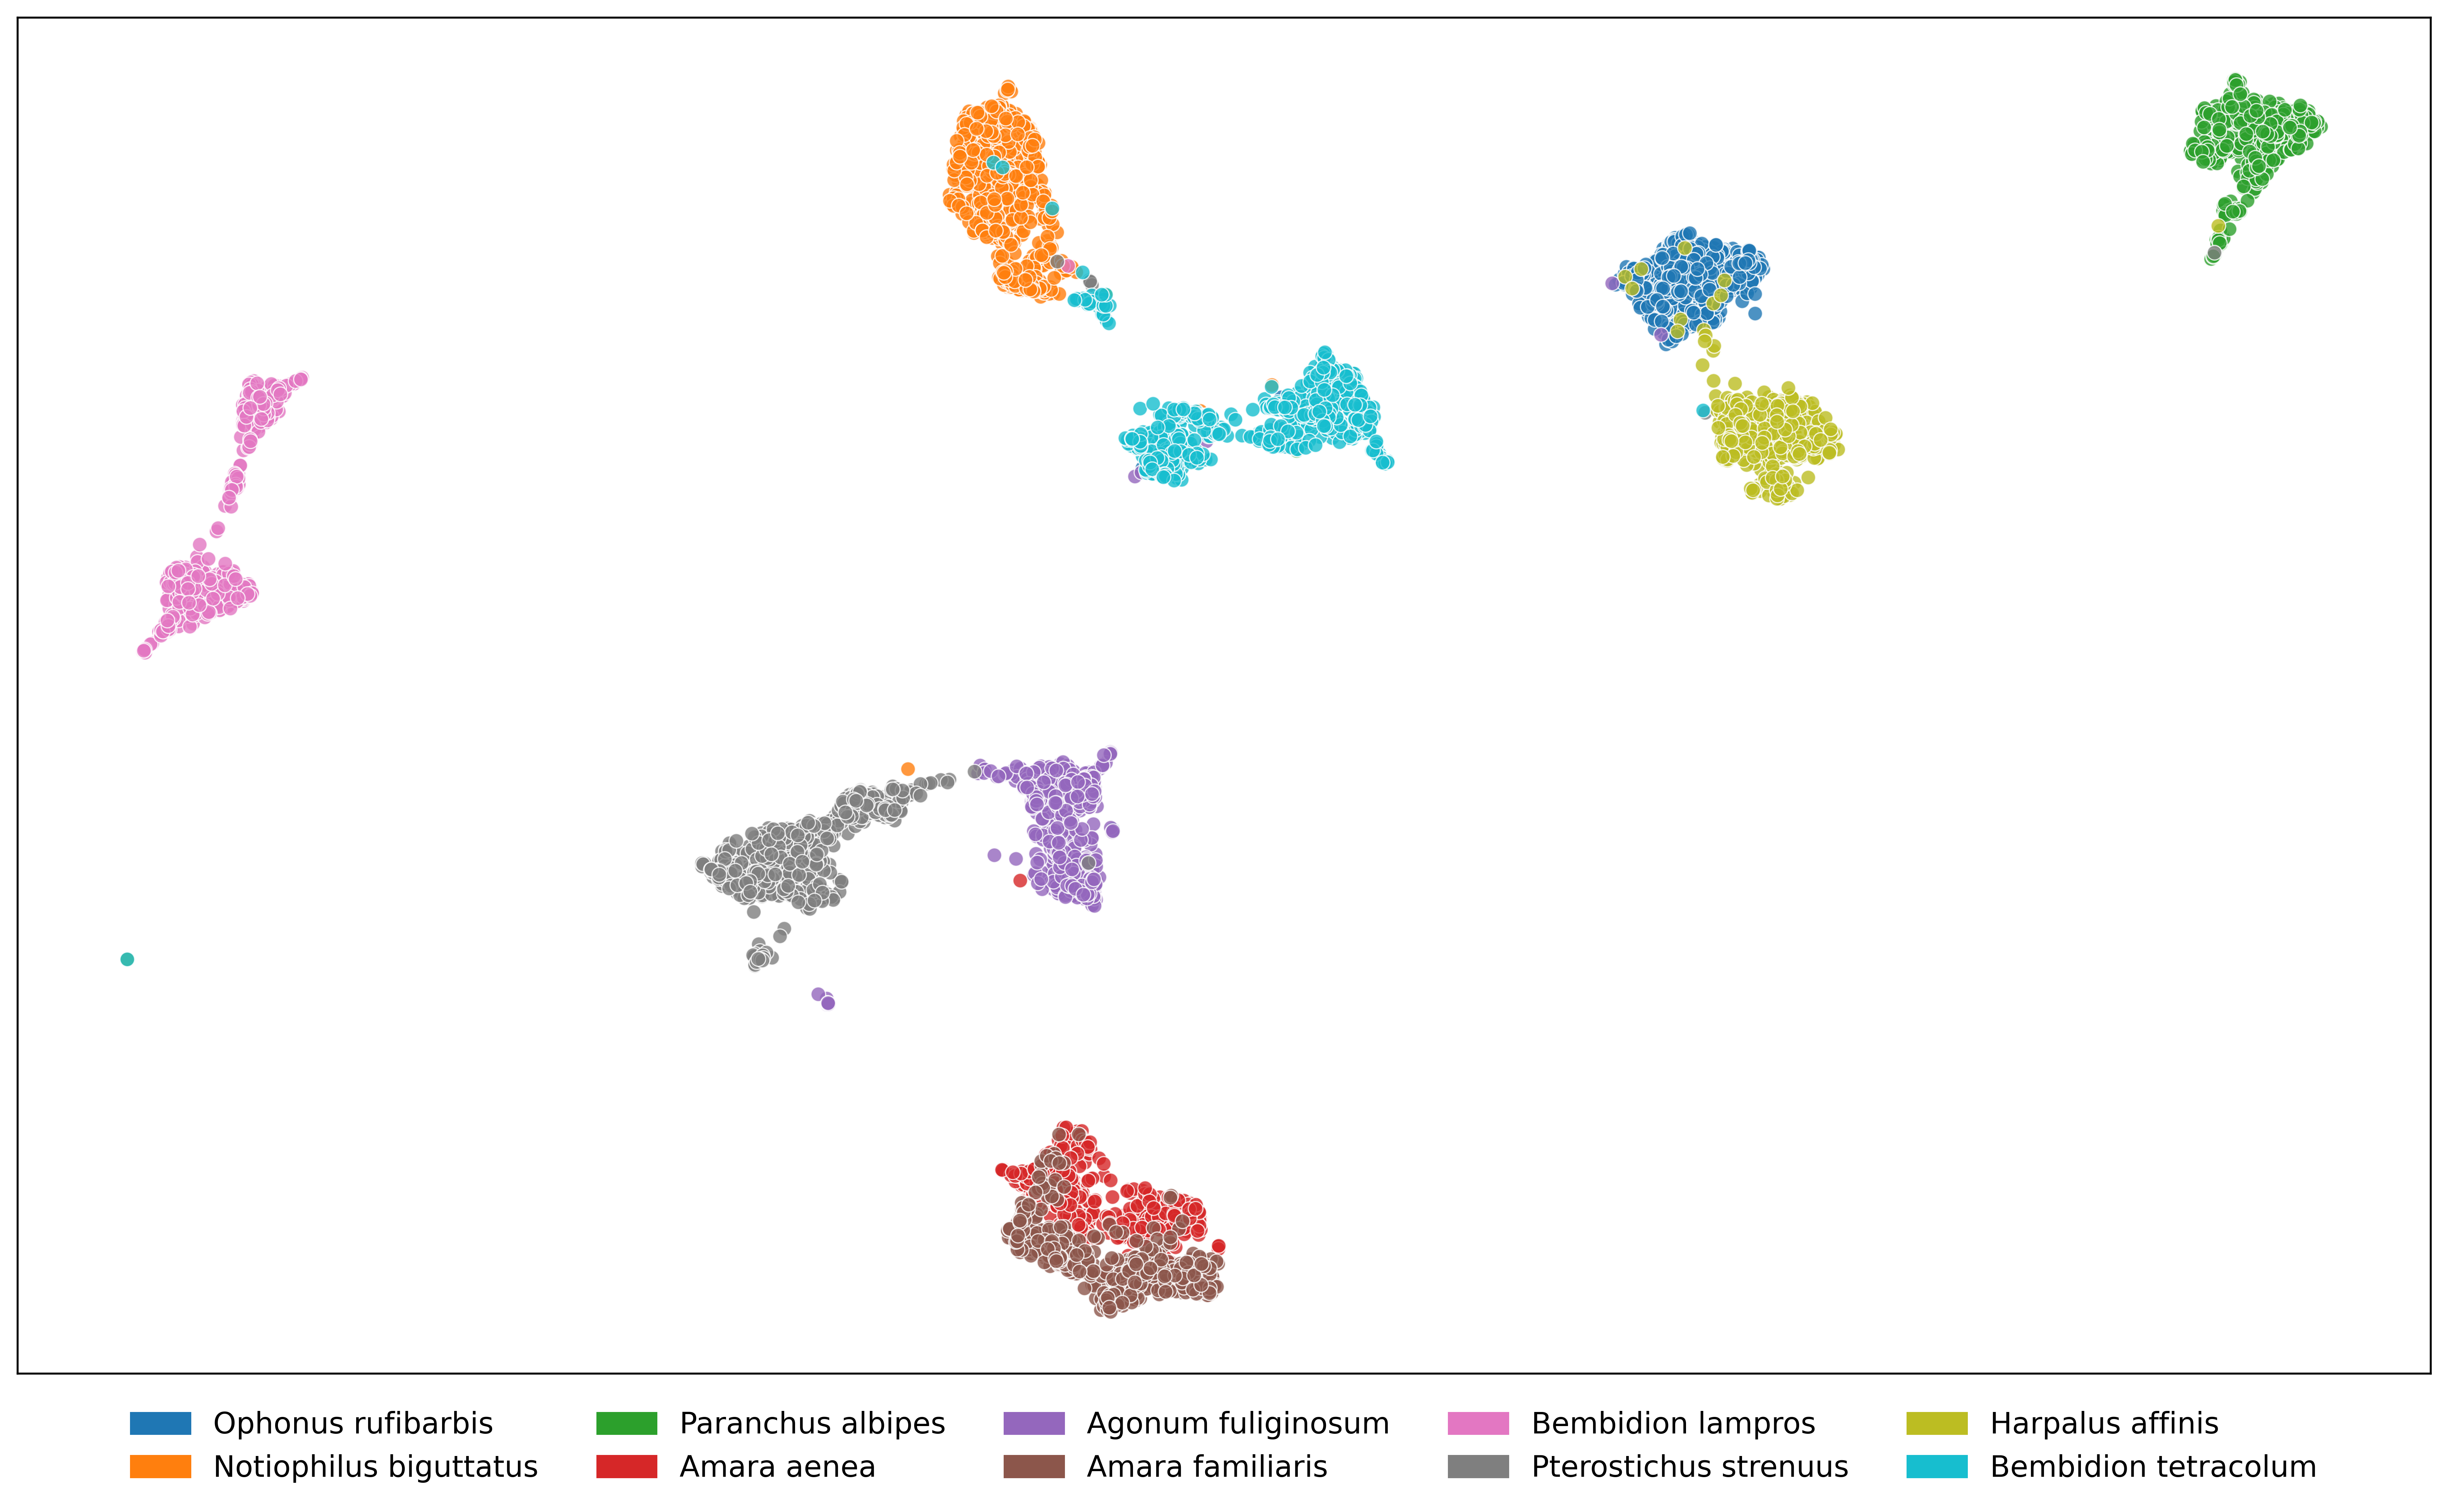 Ophonus rufibarbis Paranchus albipes Agonum fuliginosum Bembidion lampros Harpalus affinis
Notiophilus biguttatus Amara aenea Amara familiaris Pterostichus strenuus Bembidion tetracolum